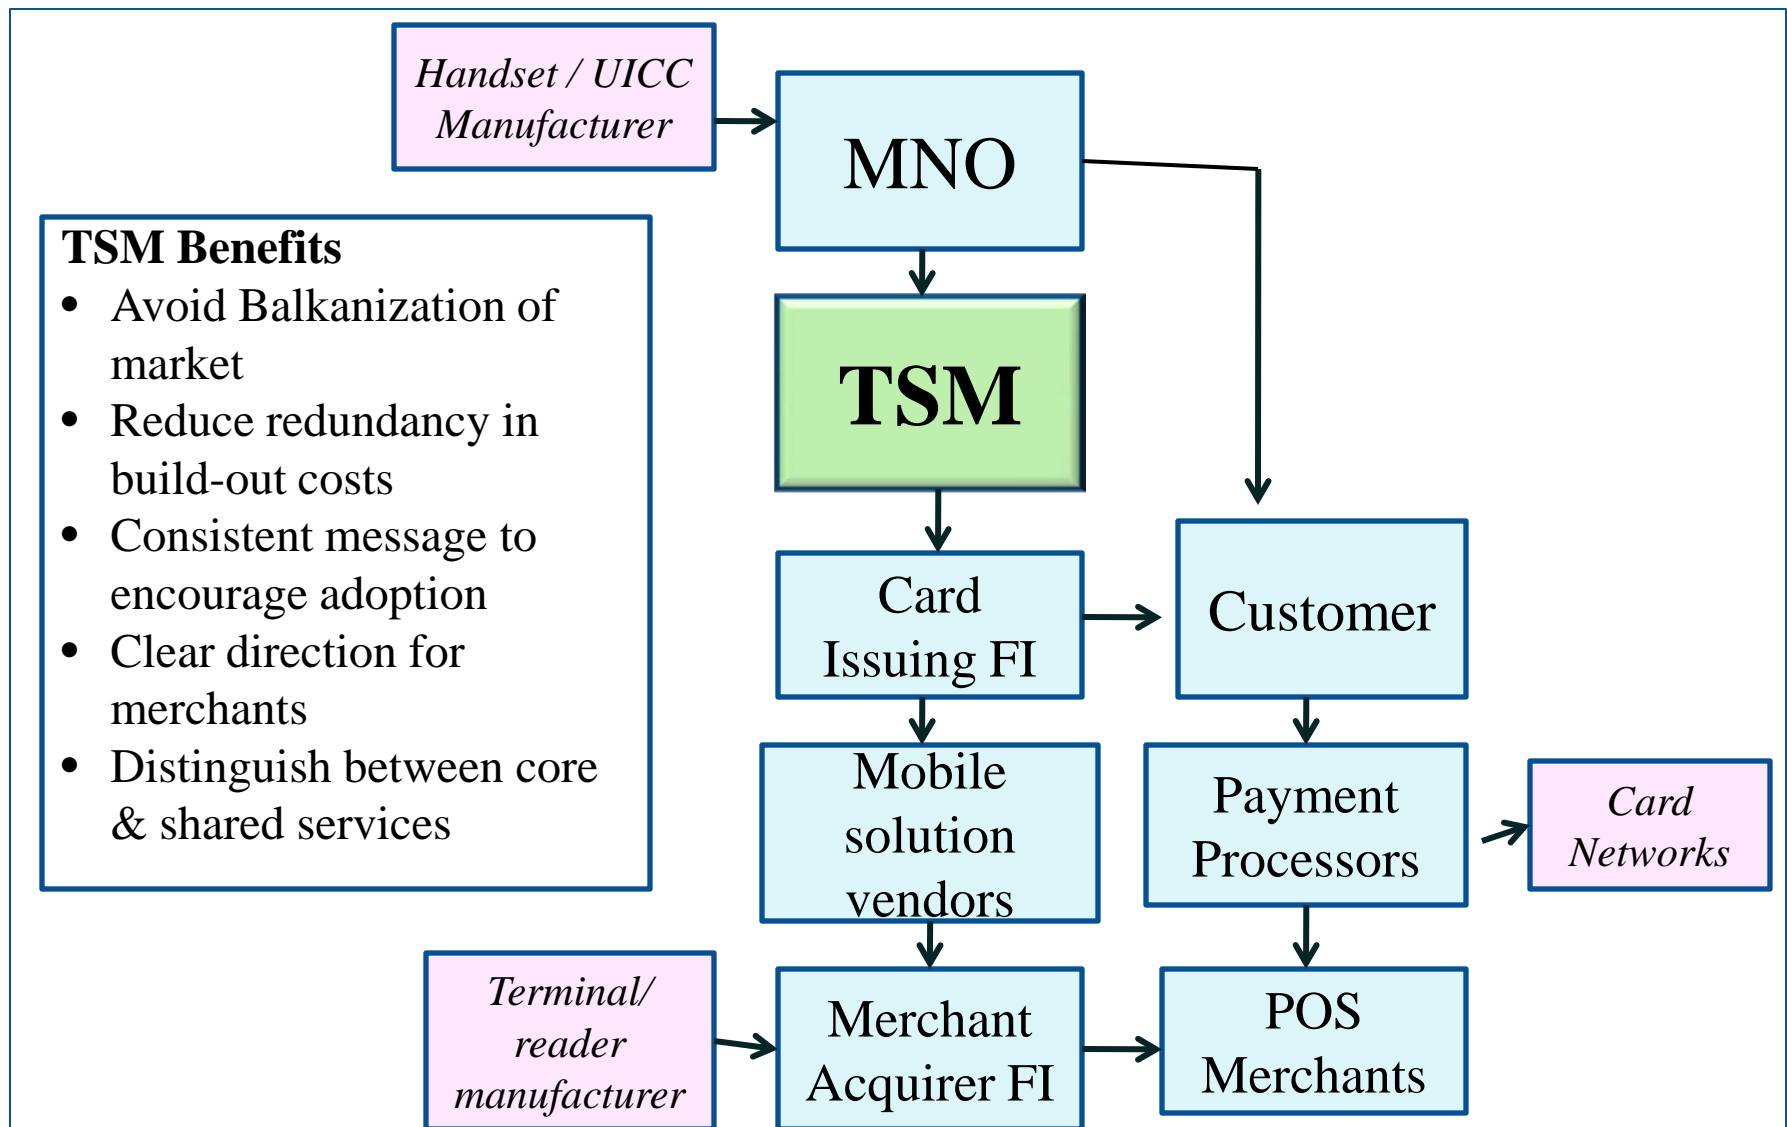 Handset / UICC
Manufacturer
MNO
TSM Benefits
• Avoid Balkanization of
market
• Reduce redundancy in
build-out costs
• Consistent message to
encourage adoption
• Clear direction for
merchants
• Distinguish between core
& shared services
TSM
Card
Issuing FI
Customer
Mobile
solution
vendors
Payment
Processors
Card
Networks
Terminal/
reader
manufacturer
Merchant
Acquirer FI
POS
Merchants